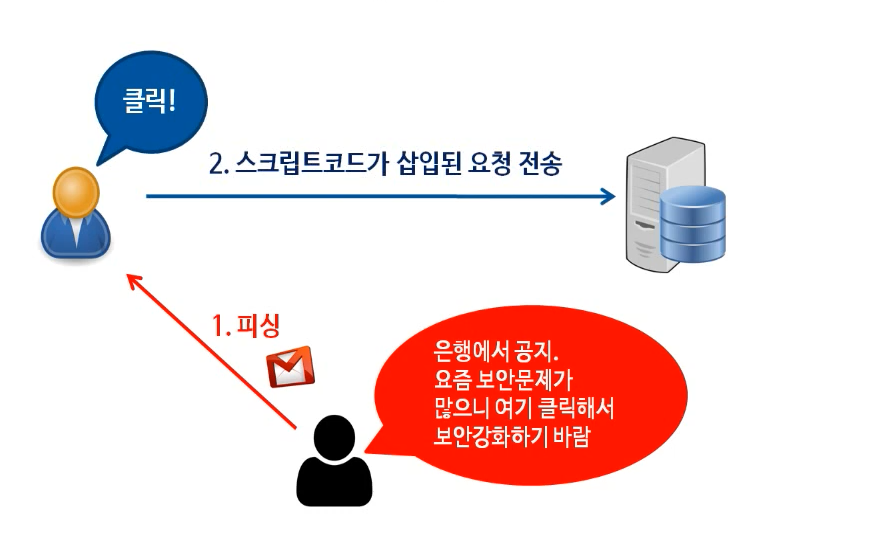 클릭!
2. 스크립트코드가 삽입된 요청 전송
1. 피싱
은행에서 공지.
요즘 보안문제가
많으니 여기 클릭해서
보안강화하기 바람